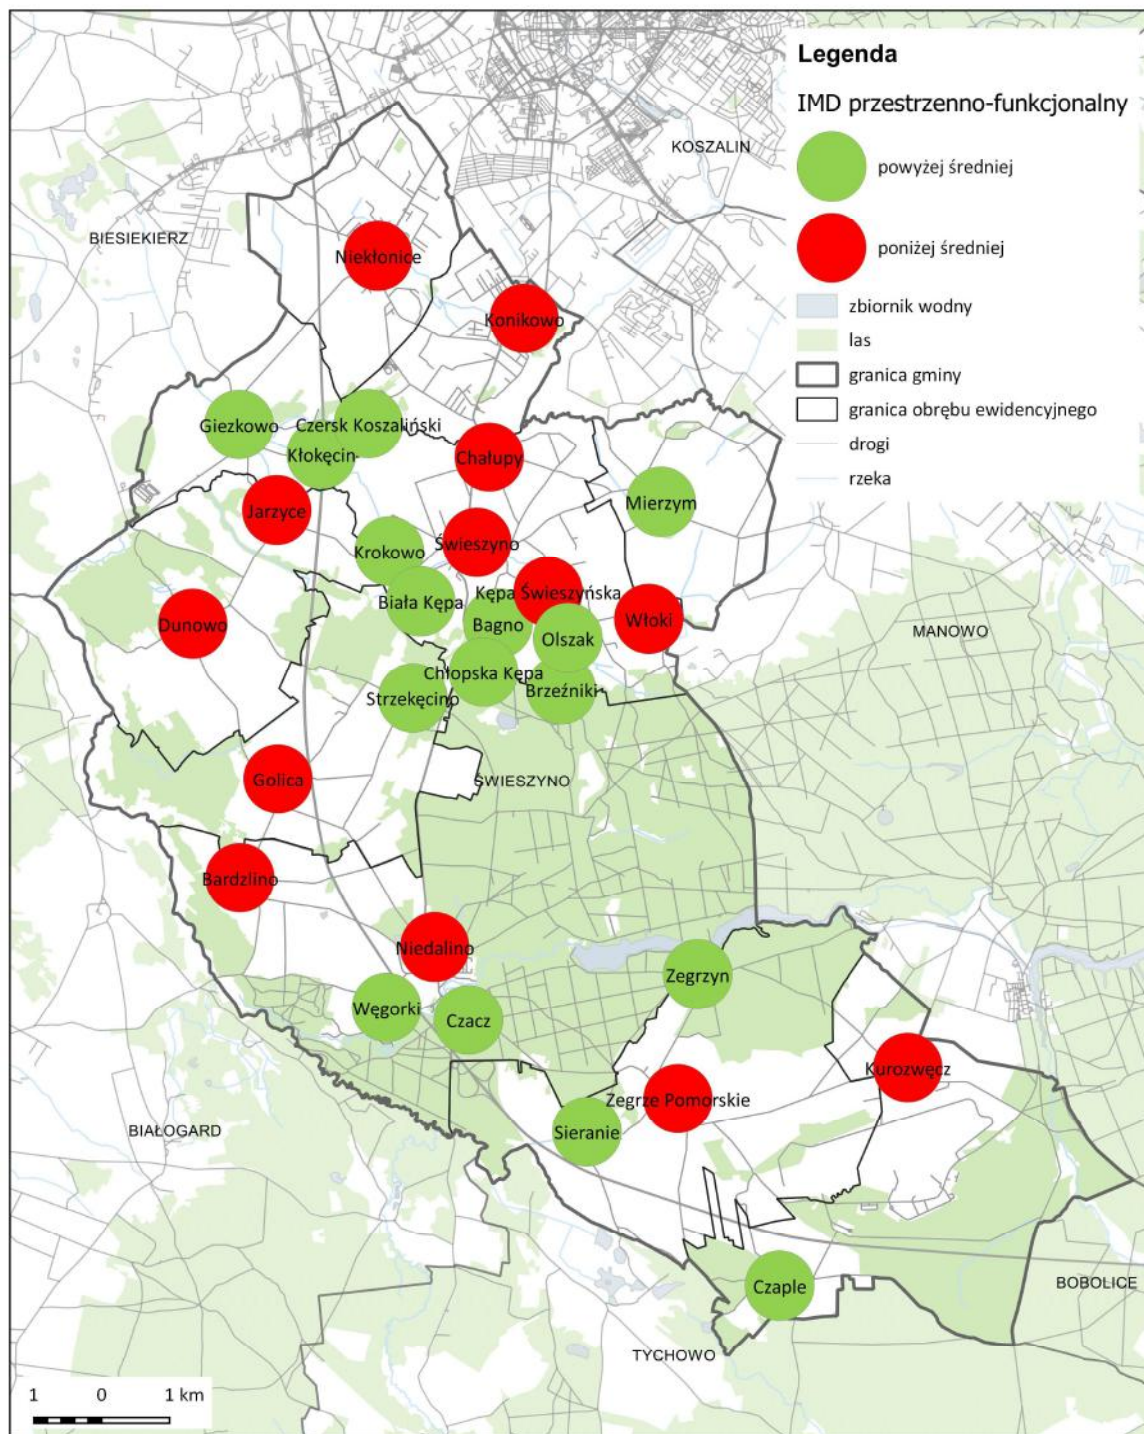 Legenda
IMD przestrzenno-funkcjonalny
powyżej średniej
poniżej średniej
zbiornik wodny
las
granica gminy
granica obrębu ewidencyjnego
drogi
rzeka
KOSZALIN
BIESIEKIERZ
Niekłonice
Konikowo
Giezkowo
Czersk Koszaliński
Kłokęcin
Chałupy
Mierzym
Jarzyce
Krokowo
Świeszyno
Kępa Świeszyńska
Biała Kępa
Bagno
Włoki
Dunowo
Olszak
MANOWO
Chłopska Kępa
Strzekęcino
Brzeźniki
Golica
ŚWIESZYNO
Bardzlino
Niedalino
Zegrzyn
Węgorki
Czacz
Kurozwęcz
Zegrze Pomorskie
BIAŁOGARD
Sieranie
Czaple
BOBOLICE
TYCHOWO
1 0 1 km